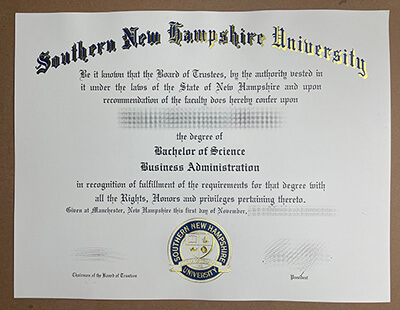 Southern New Hampshire University
Be it known that the Board of Trustees, by the authority vested in
it under the laws of the State of New Hampshire and upon
recommendation of the faculty does hereby confer upon
the degree of
Bachelor of Science
Business Administration
in recognition of fulfillment of the requirements for that degree with
all the Rights, Honors and privileges pertaining thereto.
Given at Manchester, New Hampshire this first day of November,
SOUTHERN NEW HAMPSHIRE
UNIVERSITY
Chairman of the Board of Trustees
President